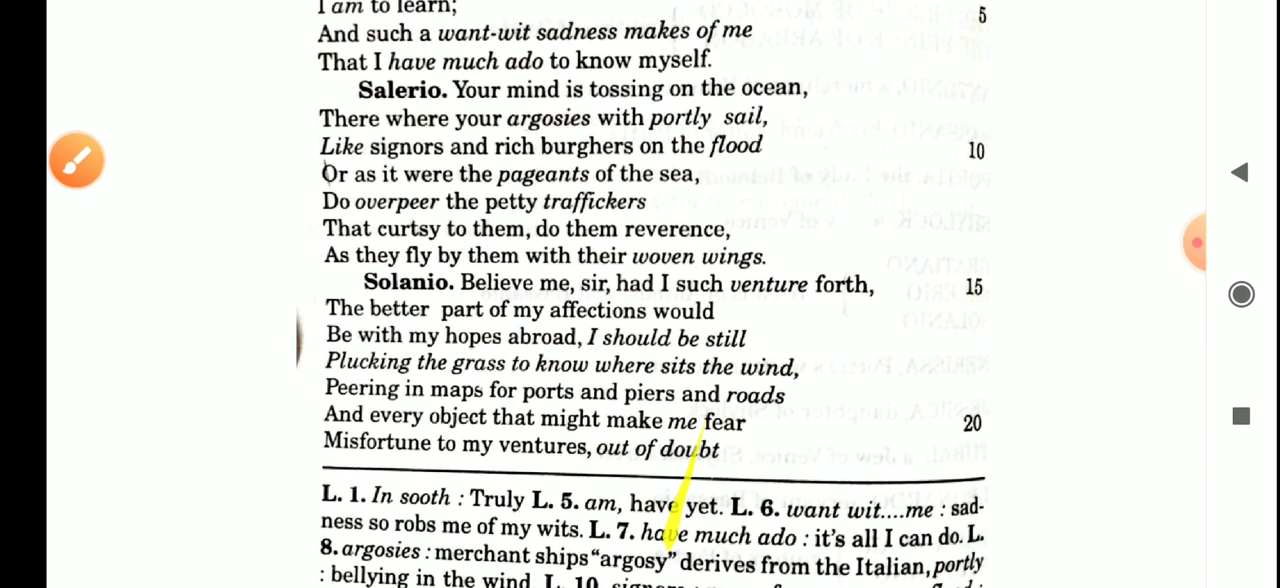 I am to learn;
5
And such a want-wit sadness makes of me
That I have much ado to know myself.
Salerio. Your mind is tossing on the ocean,
There where your argosies with portly sail,
Like signors and rich burghers on the flood
10
Or as it were the pageants of the sea,
Do overpeer the petty traffickers
That curtsy to them, do them reverence,
As they fly by them with their woven wings.
Solanio. Believe me, sir, had I such venture forth,
15
The better part of my affections would
Be with my hopes abroad, I should be still
Plucking the grass to know where sits the wind,
Peering in maps for ports and piers and roads
And every object that might make me fear
20
Misfortune to my ventures, out of doubt
L. 1. In sooth : Truly L. 5. am, have yet. L. 6. want wit....me : sad-
ness so robs me of my wits. L. 7. have much ado : it's all I can do. L.
8. argosies : merchant ships "argosy" derives from the Italian, portly
: bellying in the wind. L. 10.